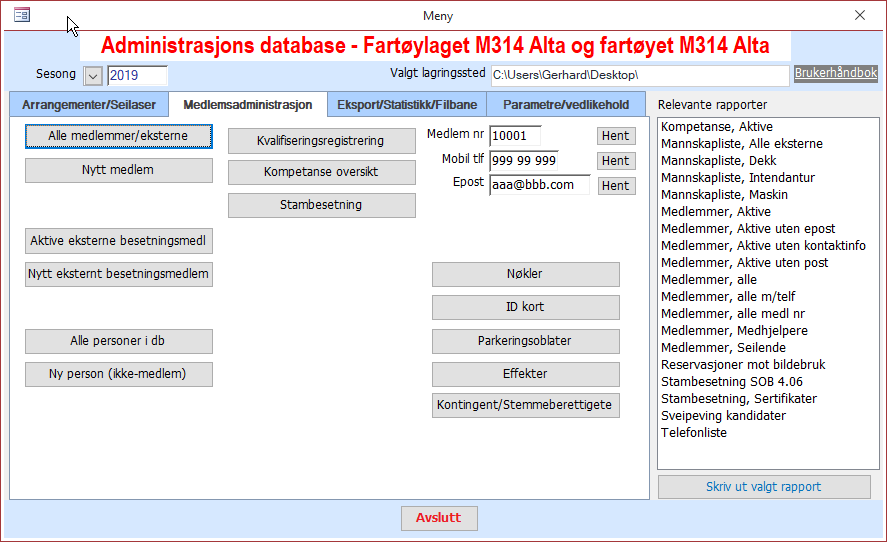 Meny
Administrasjons database - Fartøylaget M314 Alta og fartøyet M314 Alta
Sesong 2019 Valgt lagringssted C:\Users\Gerhard\Desktop\ Brukerhåndbok
Arrangementer/Seilaser Medlemsadministrasjon Eksport/Statistikk/Filbane Parametre/vedlikehold
Alle medlemmer/eksterne
Nytt medlem
Aktive eksterne besetningsmedl
Nytt eksternt besetningsmedlem
Alle personer i db
Ny person (ikke-medlem)
Kvalifiseringsregistrering
Kompetanse oversikt
Stambesetning
Medlem nr 10001 Hent
Mobil tlf 999 99 999 Hent
Epost aaa@bbb.com Hent
Nøkler
ID kort
Parkeringsoblater
Effekter
Kontingent/Stemmeberettigete
Relevante rapporter
Kompetanse, Aktive
Mannskapliste, Alle eksterne
Mannskapliste, Dekk
Mannskapliste, Intendantur
Mannskapliste, Maskin
Medlemmer, Aktive
Medlemmer, Aktive uten epost
Medlemmer, Aktive uten kontaktinfo
Medlemmer, Aktive uten post
Medlemmer, alle
Medlemmer, alle m/telf
Medlemmer, alle medl nr
Medlemmer, Medhjelpere
Medlemmer, Seilende
Reservasjoner mot bildebruk
Stambesetning SOB 4.06
Stambesetning, Sertifikater
Sveipeving kandidater
Telefonliste
Skriv ut valgt rapport
Avslutt